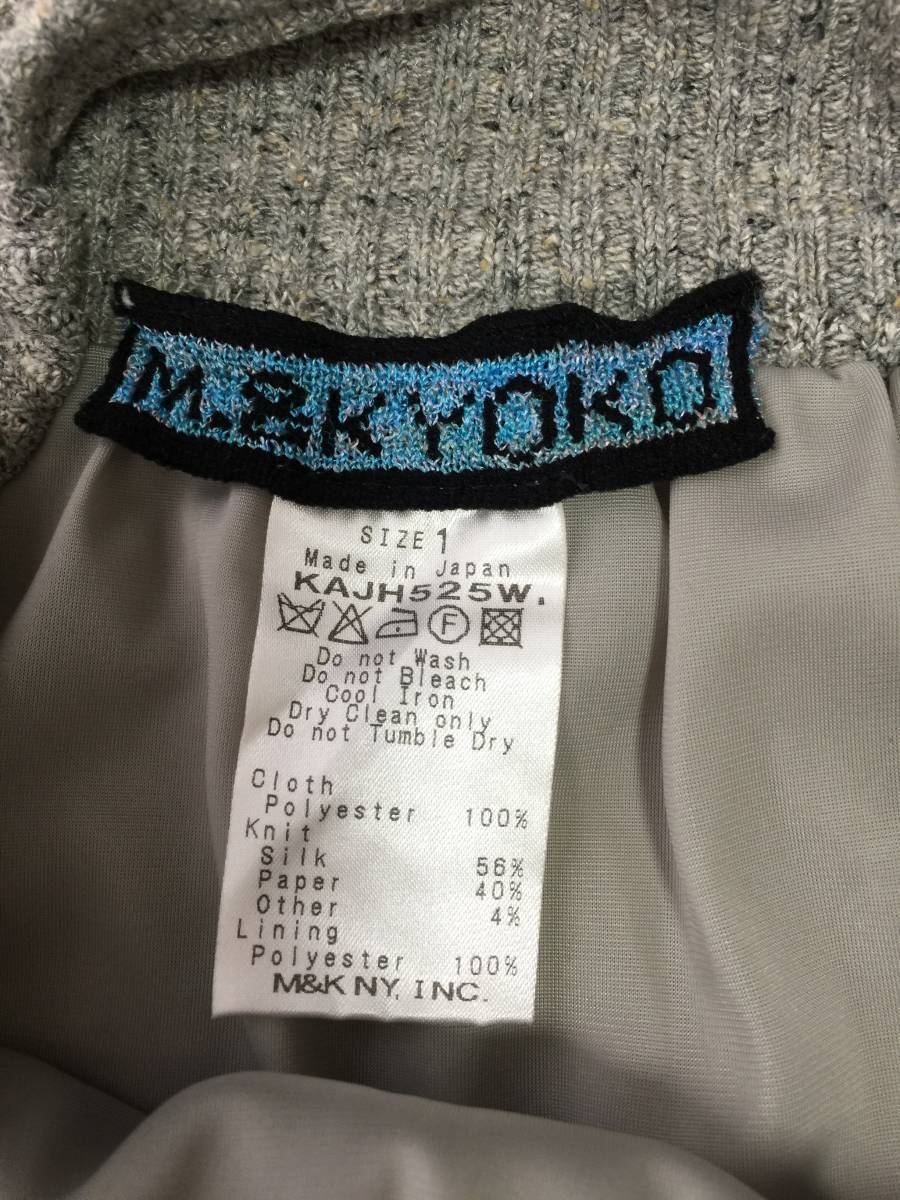 M.&KYOKO
SIZE 1
Made in Japan
KAJH525W.
F
Do not Wash
Do not Bleach
Cool Iron
Dry Clean only
Do not Tumble Dry
Cloth
Polyester 100%
Knit
Silk 56%
Paper 40%
Other 4%
Lining
Polyester 100%
M&K NY, INC.